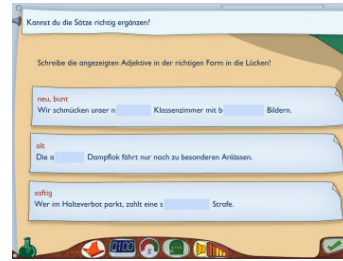 Kannst du die Sätze richtig ergänzen?
Schreibe die angezeigten Adjektive in der richtigen Form in die Lücken!
neu, bunt
Wir schmücken unser n Klassenzimmer mit b Bildern.
alt
Die a Dampflok fährt nur noch zu besonderen Anlässen.
saftig
Wer im Halteverbot parkt, zahlt eine s Strafe.